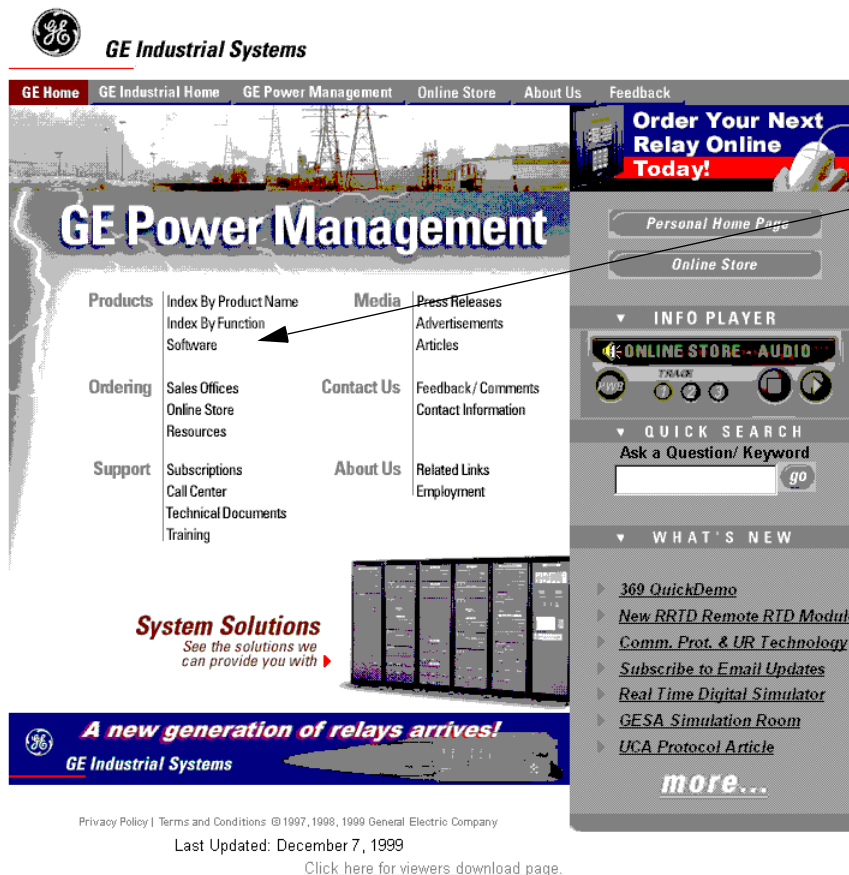 GE Industrial Systems
GE Home GE Industrial Home GE Power Management Online Store About Us Feedback
Order Your Next
Relay Online
Today!
GE Power Management
Personal Home Page
Online Store
Products
Index By Product Name
Index By Function
Software
Media
Press Releases
Advertisements
Articles
Ordering
Sales Offices
Online Store
Resources
Contact Us
Feedback/ Comments
Contact Information
Support
Subscriptions
Call Center
Technical Documents
Training
About Us
Related Links
Employment
INFO PLAYER
ONLINE STORE - AUDIO
PWR
TRACK
1 2 3
QUICK SEARCH
Ask a Question/ Keyword
go
WHAT'S NEW
369 QuickDemo
New RRTD Remote RTD Module
Comm. Prot. & UR Technology
Subscribe to Email Updates
Real Time Digital Simulator
GESA Simulation Room
UCA Protocol Article
more...
System Solutions
See the solutions we
can provide you with
A new generation of relays arrives!
GE Industrial Systems
Privacy Policy | Terms and Conditions ©1997, 1998, 1999 General Electric Company
Last Updated: December 7, 1999
Click here for viewers download page.